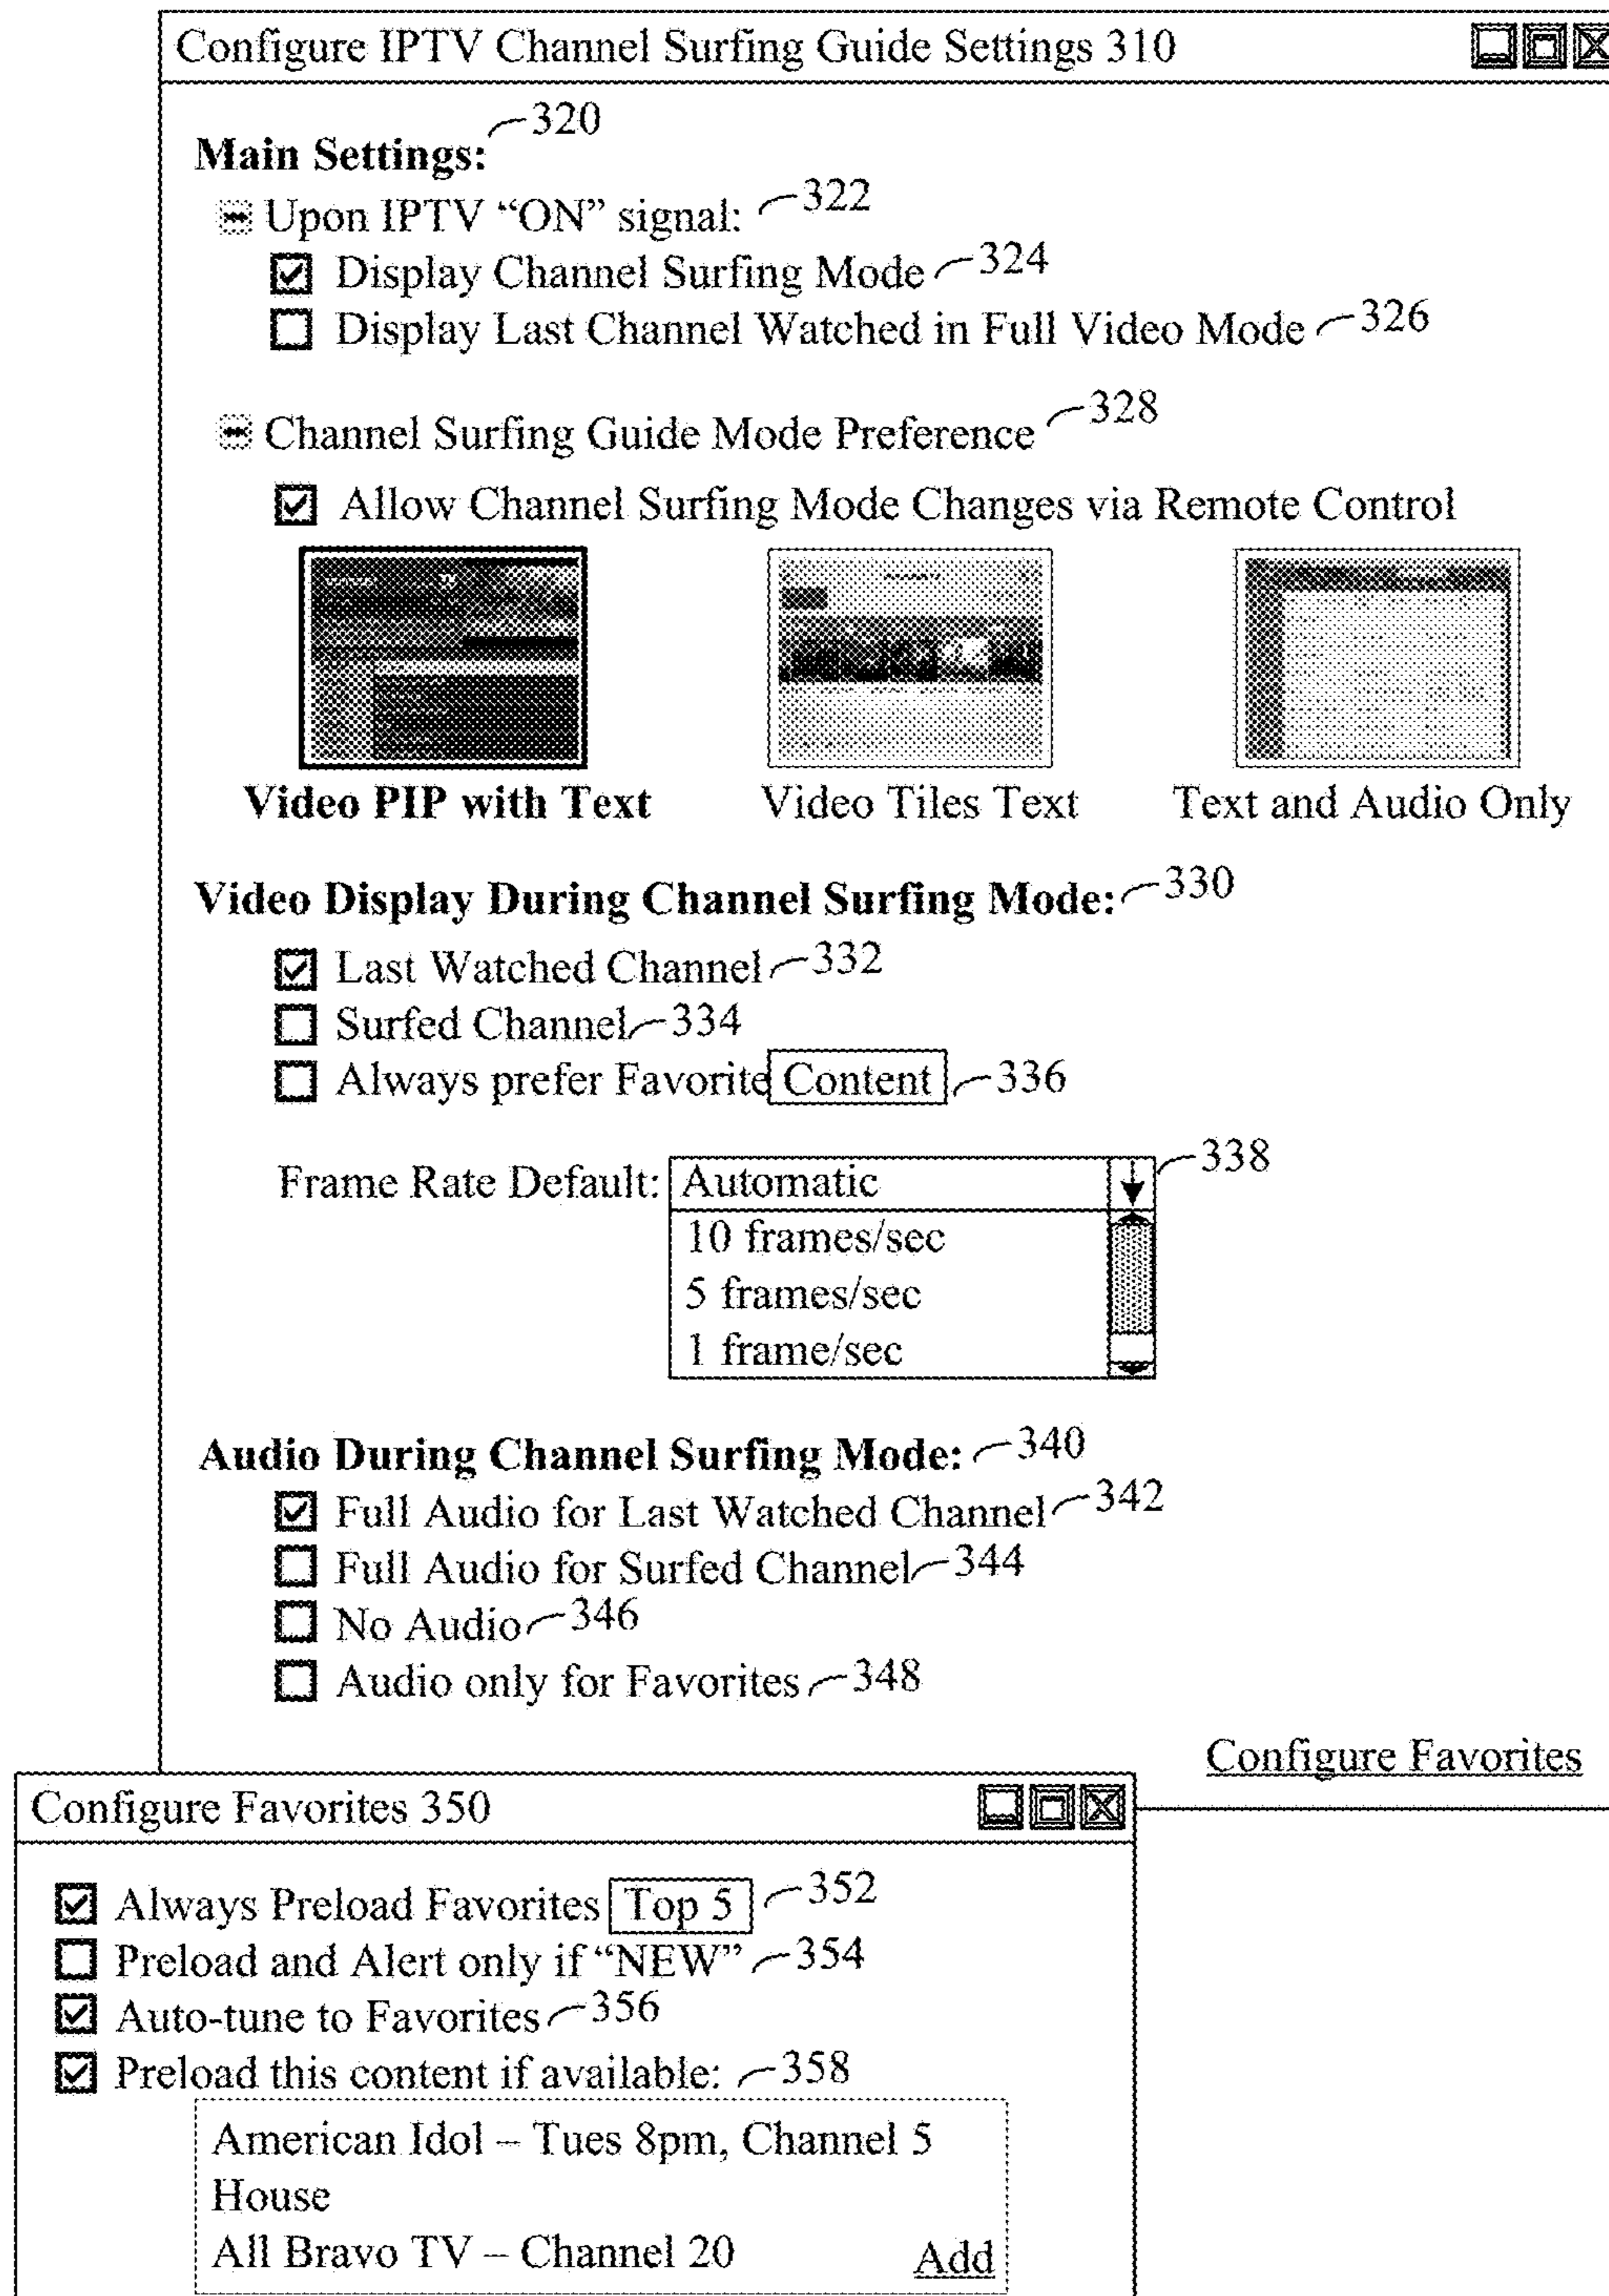 Configure IPTV Channel Surfing Guide Settings 310
Main Settings: 320
Upon IPTV “ON” signal: 322
Display Channel Surfing Mode 324
Display Last Channel Watched in Full Video Mode 326
Channel Surfing Guide Mode Preference 328
Allow Channel Surfing Mode Changes via Remote Control
Video PIP with Text
Video Tiles Text
Text and Audio Only
Video Display During Channel Surfing Mode: 330
Last Watched Channel 332
Surfed Channel 334
Always prefer Favorite Content 336
Frame Rate Default: Automatic 338
10 frames/sec
5 frames/sec
1 frame/sec
Audio During Channel Surfing Mode: 340
Full Audio for Last Watched Channel 342
Full Audio for Surfed Channel 344
No Audio 346
Audio only for Favorites 348
Configure Favorites
Configure Favorites 350
Always Preload Favorites Top 5 352
Preload and Alert only if “NEW” 354
Auto-tune to Favorites 356
Preload this content if available: 358
American Idol – Tues 8pm, Channel 5
House
All Bravo TV – Channel 20
Add